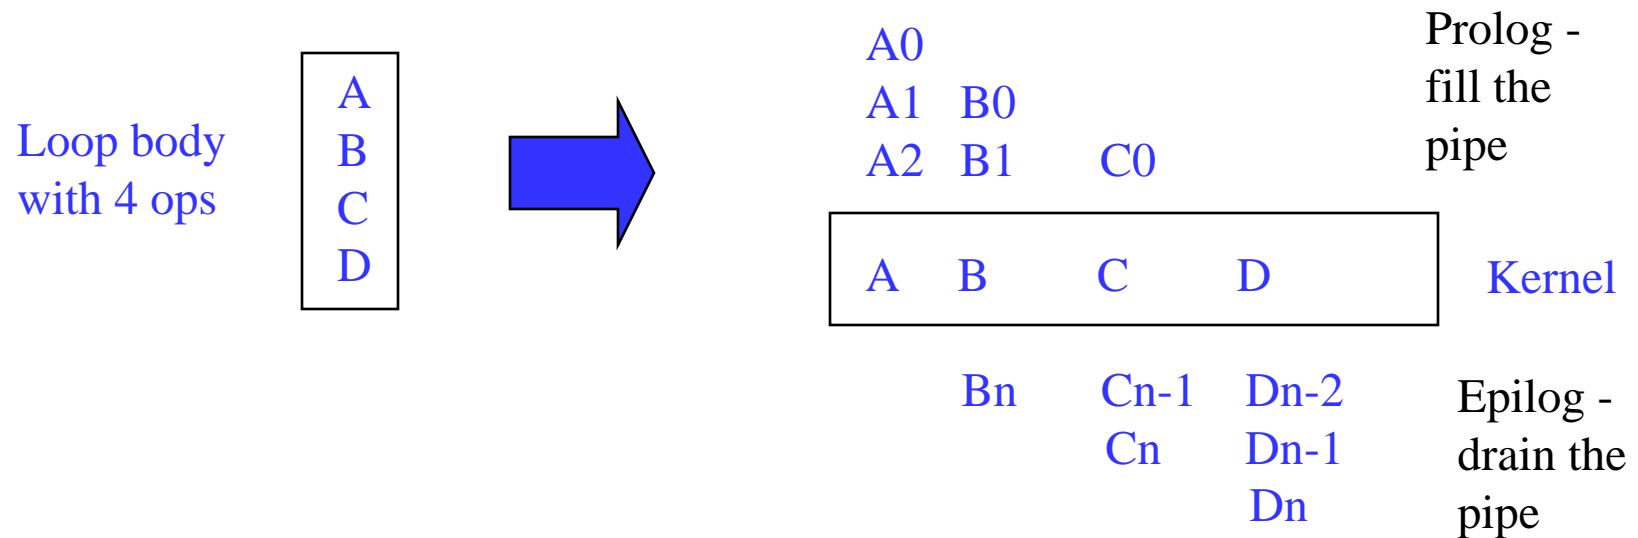 Loop body
with 4 ops
A
B
C
D
A0
A1 B0
A2 B1 C0
Prolog -
fill the
pipe
A B C D
Kernel
Bn Cn-1 Dn-2
Cn Dn-1
Dn
Epilog -
drain the
pipe